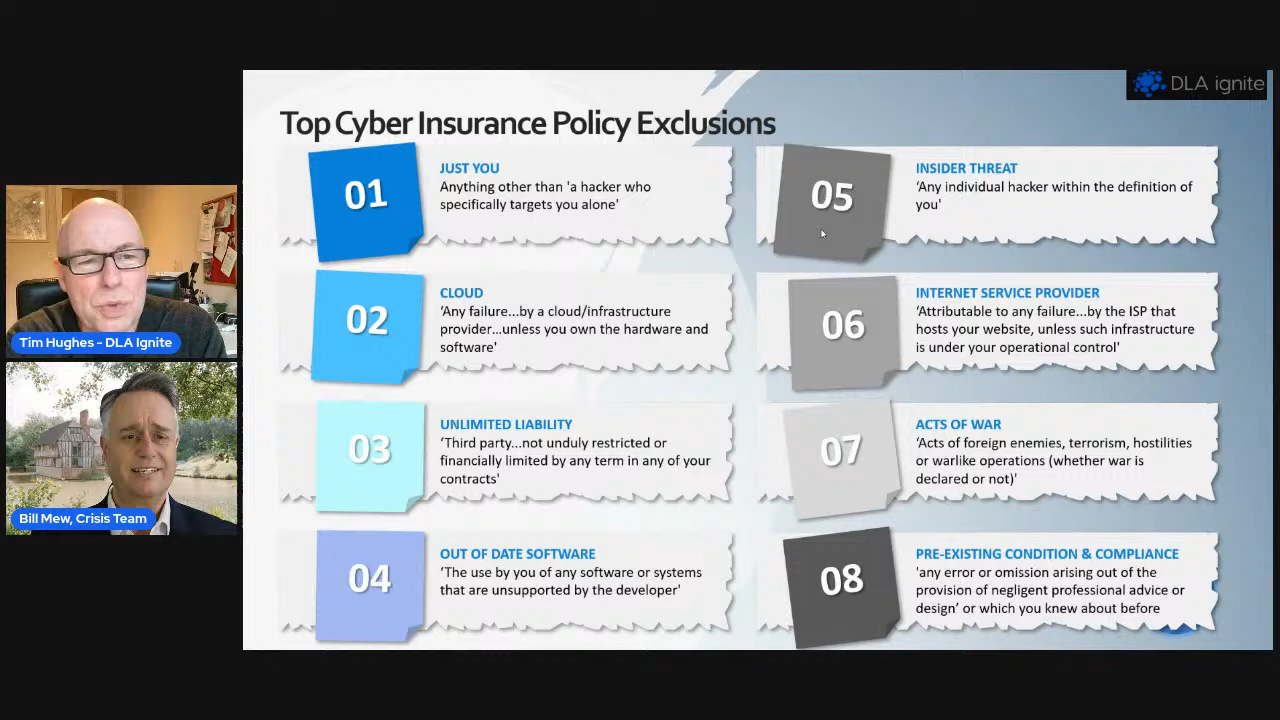 DLA ignite
Top Cyber Insurance Policy Exclusions
01
JUST YOU
Anything other than 'a hacker who
specifically targets you alone'
02
CLOUD
‘Any failure...by a cloud/infrastructure
provider...unless you own the hardware and
software'
03
UNLIMITED LIABILITY
‘Third party...not unduly restricted or
financially limited by any term in any of your
contracts'
04
OUT OF DATE SOFTWARE
‘The use by you of any software or systems
that are unsupported by the developer'
05
INSIDER THREAT
‘Any individual hacker within the definition of
you'
06
INTERNET SERVICE PROVIDER
‘Attributable to any failure...by the ISP that
hosts your website, unless such infrastructure
is under your operational control'
07
ACTS OF WAR
‘Acts of foreign enemies, terrorism, hostilities
or warlike operations (whether war is
declared or not)'
08
PRE-EXISTING CONDITION & COMPLIANCE
'any error or omission arising out of the
provision of negligent professional advice or
design’ or which you knew about before
Tim Hughes - DLA Ignite
Bill Mew, Crisis Team